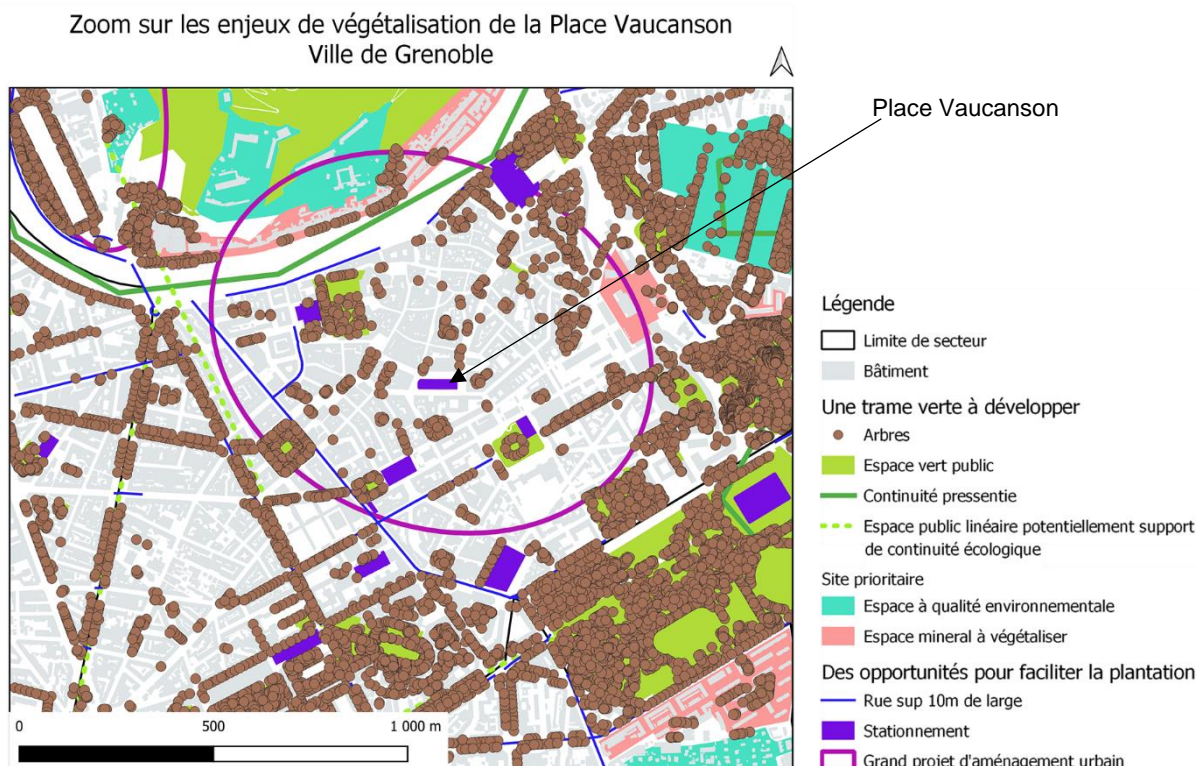 Zoom sur les enjeux de végétalisation de la Place Vaucanson
Ville de Grenoble
Place Vaucanson
Légende
Limite de secteur
Bâtiment
Une trame verte à développer
Arbres
Espace vert public
Continuité pressentie
Espace public linéaire potentiellement support
de continuité écologique
Site prioritaire
Espace à qualité environnementale
Espace mineral à végétaliser
Des opportunités pour faciliter la plantation
Rue sup 10m de large
Stationnement
Grand projet d'aménagement urbain
0 500 1 000 m